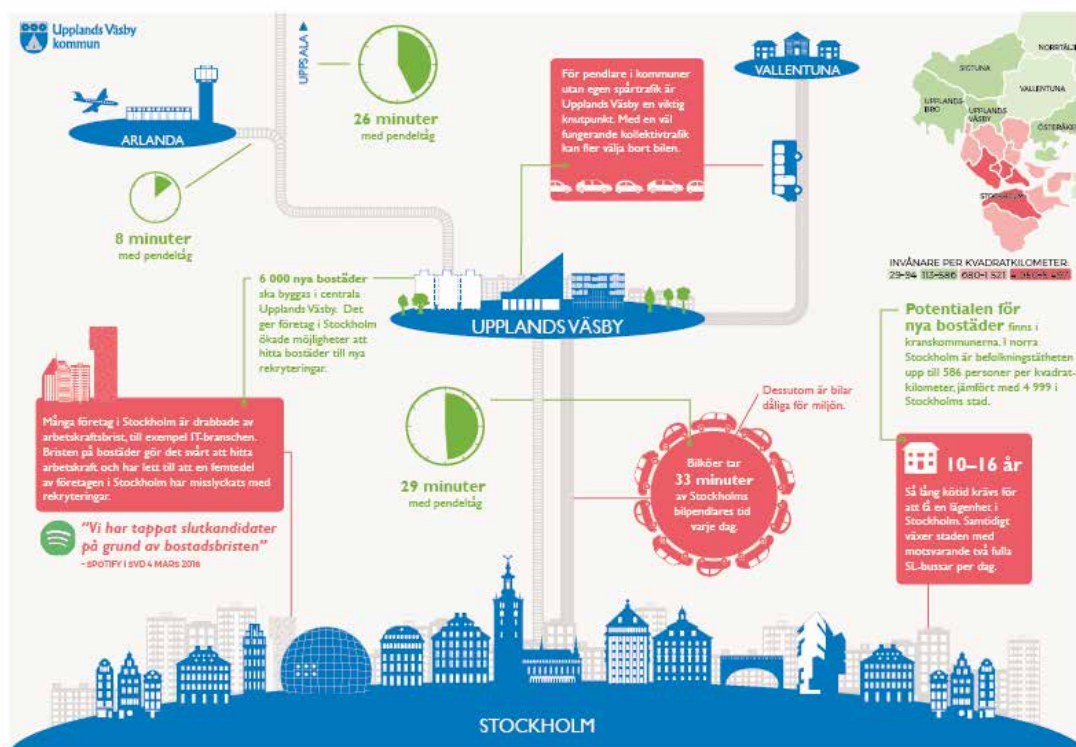 Upplands Väsby
kommun
UPPSALA
26 minuter
med pendeltåg
ARLANDA
8 minuter
med pendeltåg
För pendlare i kommuner
utan egen spårtrafik är
Upplands Väsby en viktig
knutpunkt. Med en väl
fungerande kollektivtrafik
kan fler välja bort bilen.
VALLENTUNA
NORRTÄLJ
SIGTUNA
VALLENTUNA
UPPLANDS-
BRO
UPPLANDS
VÄSBY
ÖSTERÅKER
STOCKHOLM
INVÅNARE PER KVADRATKILOMETER:
29–94 113–586 680–1 521
6 000 nya bostäder
ska byggas i centrala
Upplands Väsby. Det
ger företag i Stockholm
ökade möjligheter att
hitta bostäder till nya
rekryteringar.
UPPLANDS VÄSBY
Potentialen för
nya bostäder finns i
kranskommunerna. I norra
Stockholm är befolkningstätheten
upp till 586 personer per kvadrat-
kilometer, jämfört med 4 999 i
Stockholms stad.
Många företag i Stockholm är drabbade av
arbetskraftsbrist, till exempel IT-branschen.
Bristen på bostäder gör det svårt att hitta
arbetskraft och har lett till att en femtedel
av företagen i Stockholm har misslyckats med
rekryteringar.
"Vi har tappat slutkandidater
på grund av bostadsbristen"
- SPOTIFY I SVD 4 MARS 2016
29 minuter
med pendeltåg
Dessutom är bilar
dåliga för miljön.
Bilköer tar
33 minuter
av Stockholms
bilpendlares tid
varje dag.
10–16 år
Så lång kötid krävs för
att få en lägenhet i
Stockholm. Samtidigt
växer staden med
motsvarande två fulla
SL-bussar per dag.
STOCKHOLM